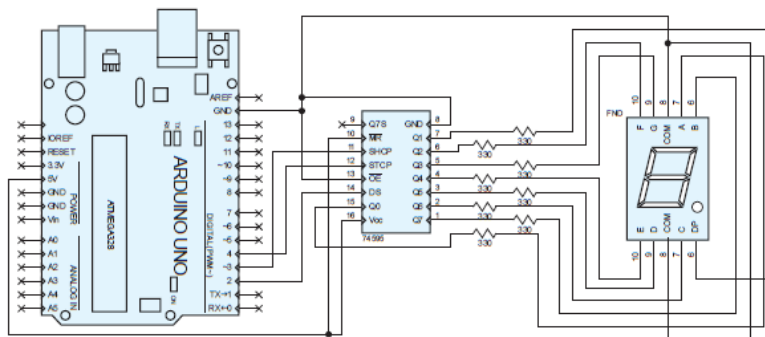 AREF
GND
13
12
11
~10
~9
8
7
~6
~5
4
~3
2
TX→1
RX←0
IOREF
RESET
3.3V
5V
GND
GND
Vin
A0
A1
A2
A3
A4
A5
POWER
ANALOG IN
ATMEGA328
ARDUINO UNO
DIGITAL (PWM~)
TX
RX
L
ON
9 Q7S GND 8
10 MR Q1 7
11 SHCP Q2 6
12 STCP Q3 5
13 OE Q4 4
14 DS Q5 3
15 Q0 Q6 2
16 Vcc Q7 1
74595
330
330
330
330
330
330
330
330
FND
10 9 8 7 6
F G COM A B
E D COM C DP
10 9 8 7 6